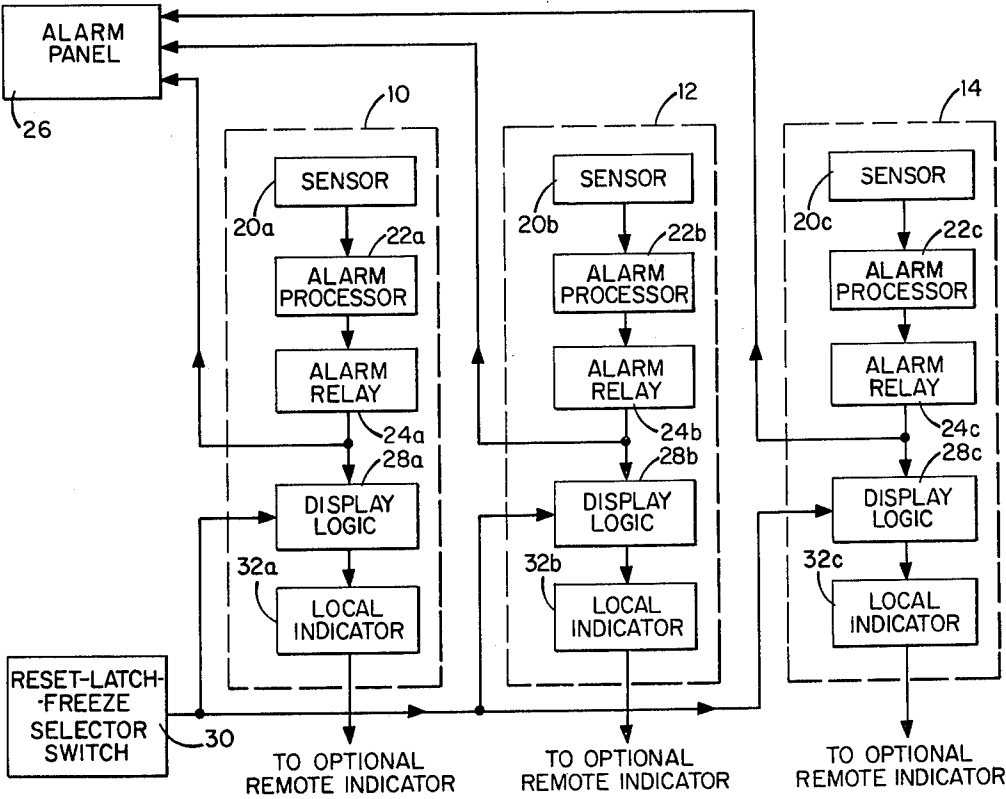 ALARM
PANEL
26
10
12
14
SENSOR
20a
22a
ALARM
PROCESSOR
ALARM
RELAY
24a
28a
DISPLAY
LOGIC
32a
LOCAL
INDICATOR
TO OPTIONAL
REMOTE INDICATOR
SENSOR
20b
22b
ALARM
PROCESSOR
ALARM
RELAY
24b
28b
DISPLAY
LOGIC
32b
LOCAL
INDICATOR
TO OPTIONAL
REMOTE INDICATOR
SENSOR
20c
22c
ALARM
PROCESSOR
ALARM
RELAY
24c
28c
DISPLAY
LOGIC
32c
LOCAL
INDICATOR
TO OPTIONAL
REMOTE INDICATOR
RESET-LATCH-
-FREEZE
SELECTOR
SWITCH
30